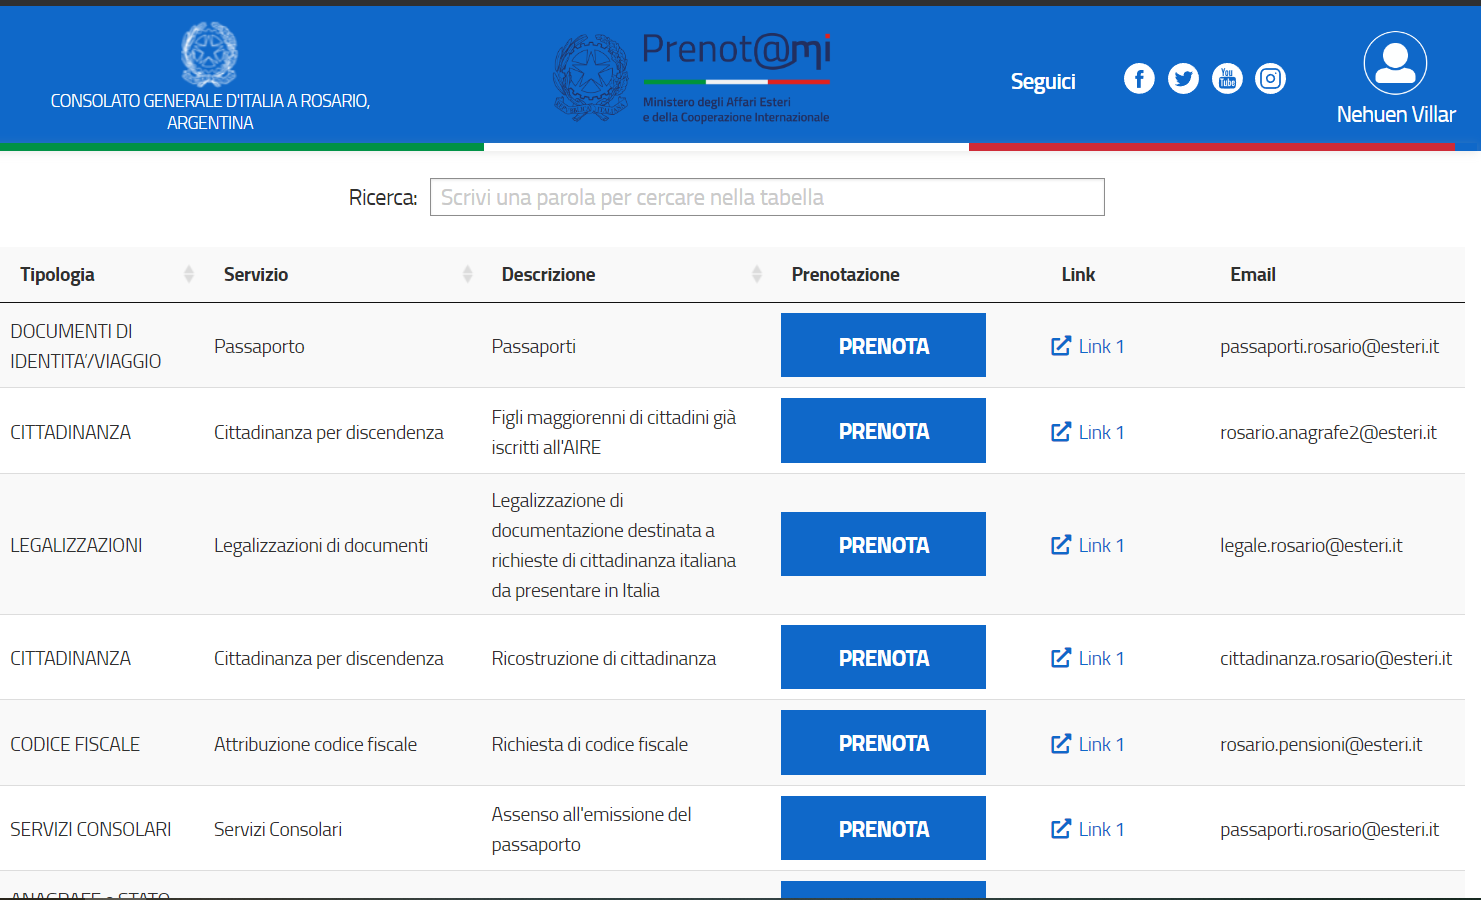 CONSOLATO GENERALE D'ITALIA A ROSARIO,
ARGENTINA
Prenot@mi
Ministero degli Affari Esteri
e della Cooperazione Internazionale
Seguici
You
Tube
Nehuen Villar
Ricerca: Scrivi una parola per cercare nella tabella
Tipologia Servizio Descrizione Prenotazione Link Email
DOCUMENTI DI
IDENTITA'/VIAGGIO
Passaporto
Passaporti
PRENOTA
Link 1
passaporti.rosario@esteri.it
CITTADINANZA
Cittadinanza per discendenza
Figli maggiorenni di cittadini già
iscritti all'AIRE
PRENOTA
Link 1
rosario.anagrafe2@esteri.it
LEGALIZZAZIONI
Legalizzazioni di documenti
Legalizzazione di
documentazione destinata a
richieste di cittadinanza italiana
da presentare in Italia
PRENOTA
Link 1
legale.rosario@esteri.it
CITTADINANZA
Cittadinanza per discendenza
Ricostruzione di cittadinanza
PRENOTA
Link 1
cittadinanza.rosario@esteri.it
CODICE FISCALE
Attribuzione codice fiscale
Richiesta di codice fiscale
PRENOTA
Link 1
rosario.pensioni@esteri.it
SERVIZI CONSOLARI
Servizi Consolari
Assenso all'emissione del
passaporto
PRENOTA
Link 1
passaporti.rosario@esteri.it
ANAGRAFE e STATO